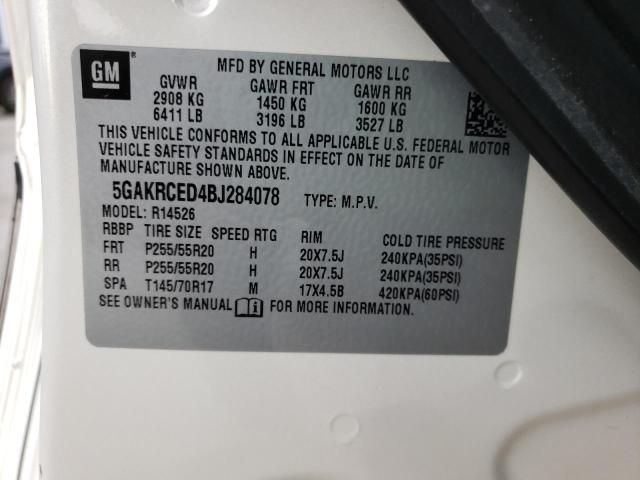 GM ®
MFD BY GENERAL MOTORS LLC
GVWR GAWR FRT GAWR RR
2908 KG 1450 KG 1600 KG
6411 LB 3196 LB 3527 LB
THIS VEHICLE CONFORMS TO ALL APPLICABLE U.S. FEDERAL MOTOR
VEHICLE SAFETY STANDARDS IN EFFECT ON THE DATE OF
MANUFACTURE SHOWN ABOVE.
5GAKRCED4BJ284078 TYPE: M.P.V.
MODEL: R14526
RBBP TIRE SIZE SPEED RTG RIM COLD TIRE PRESSURE
FRT P255/55R20 H 20X7.5J 240KPA(35PSI)
RR P255/55R20 H 20X7.5J 240KPA(35PSI)
SPA T145/70R17 M 17X4.5B 420KPA(60PSI)
SEE OWNER'S MANUAL i FOR MORE INFORMATION.